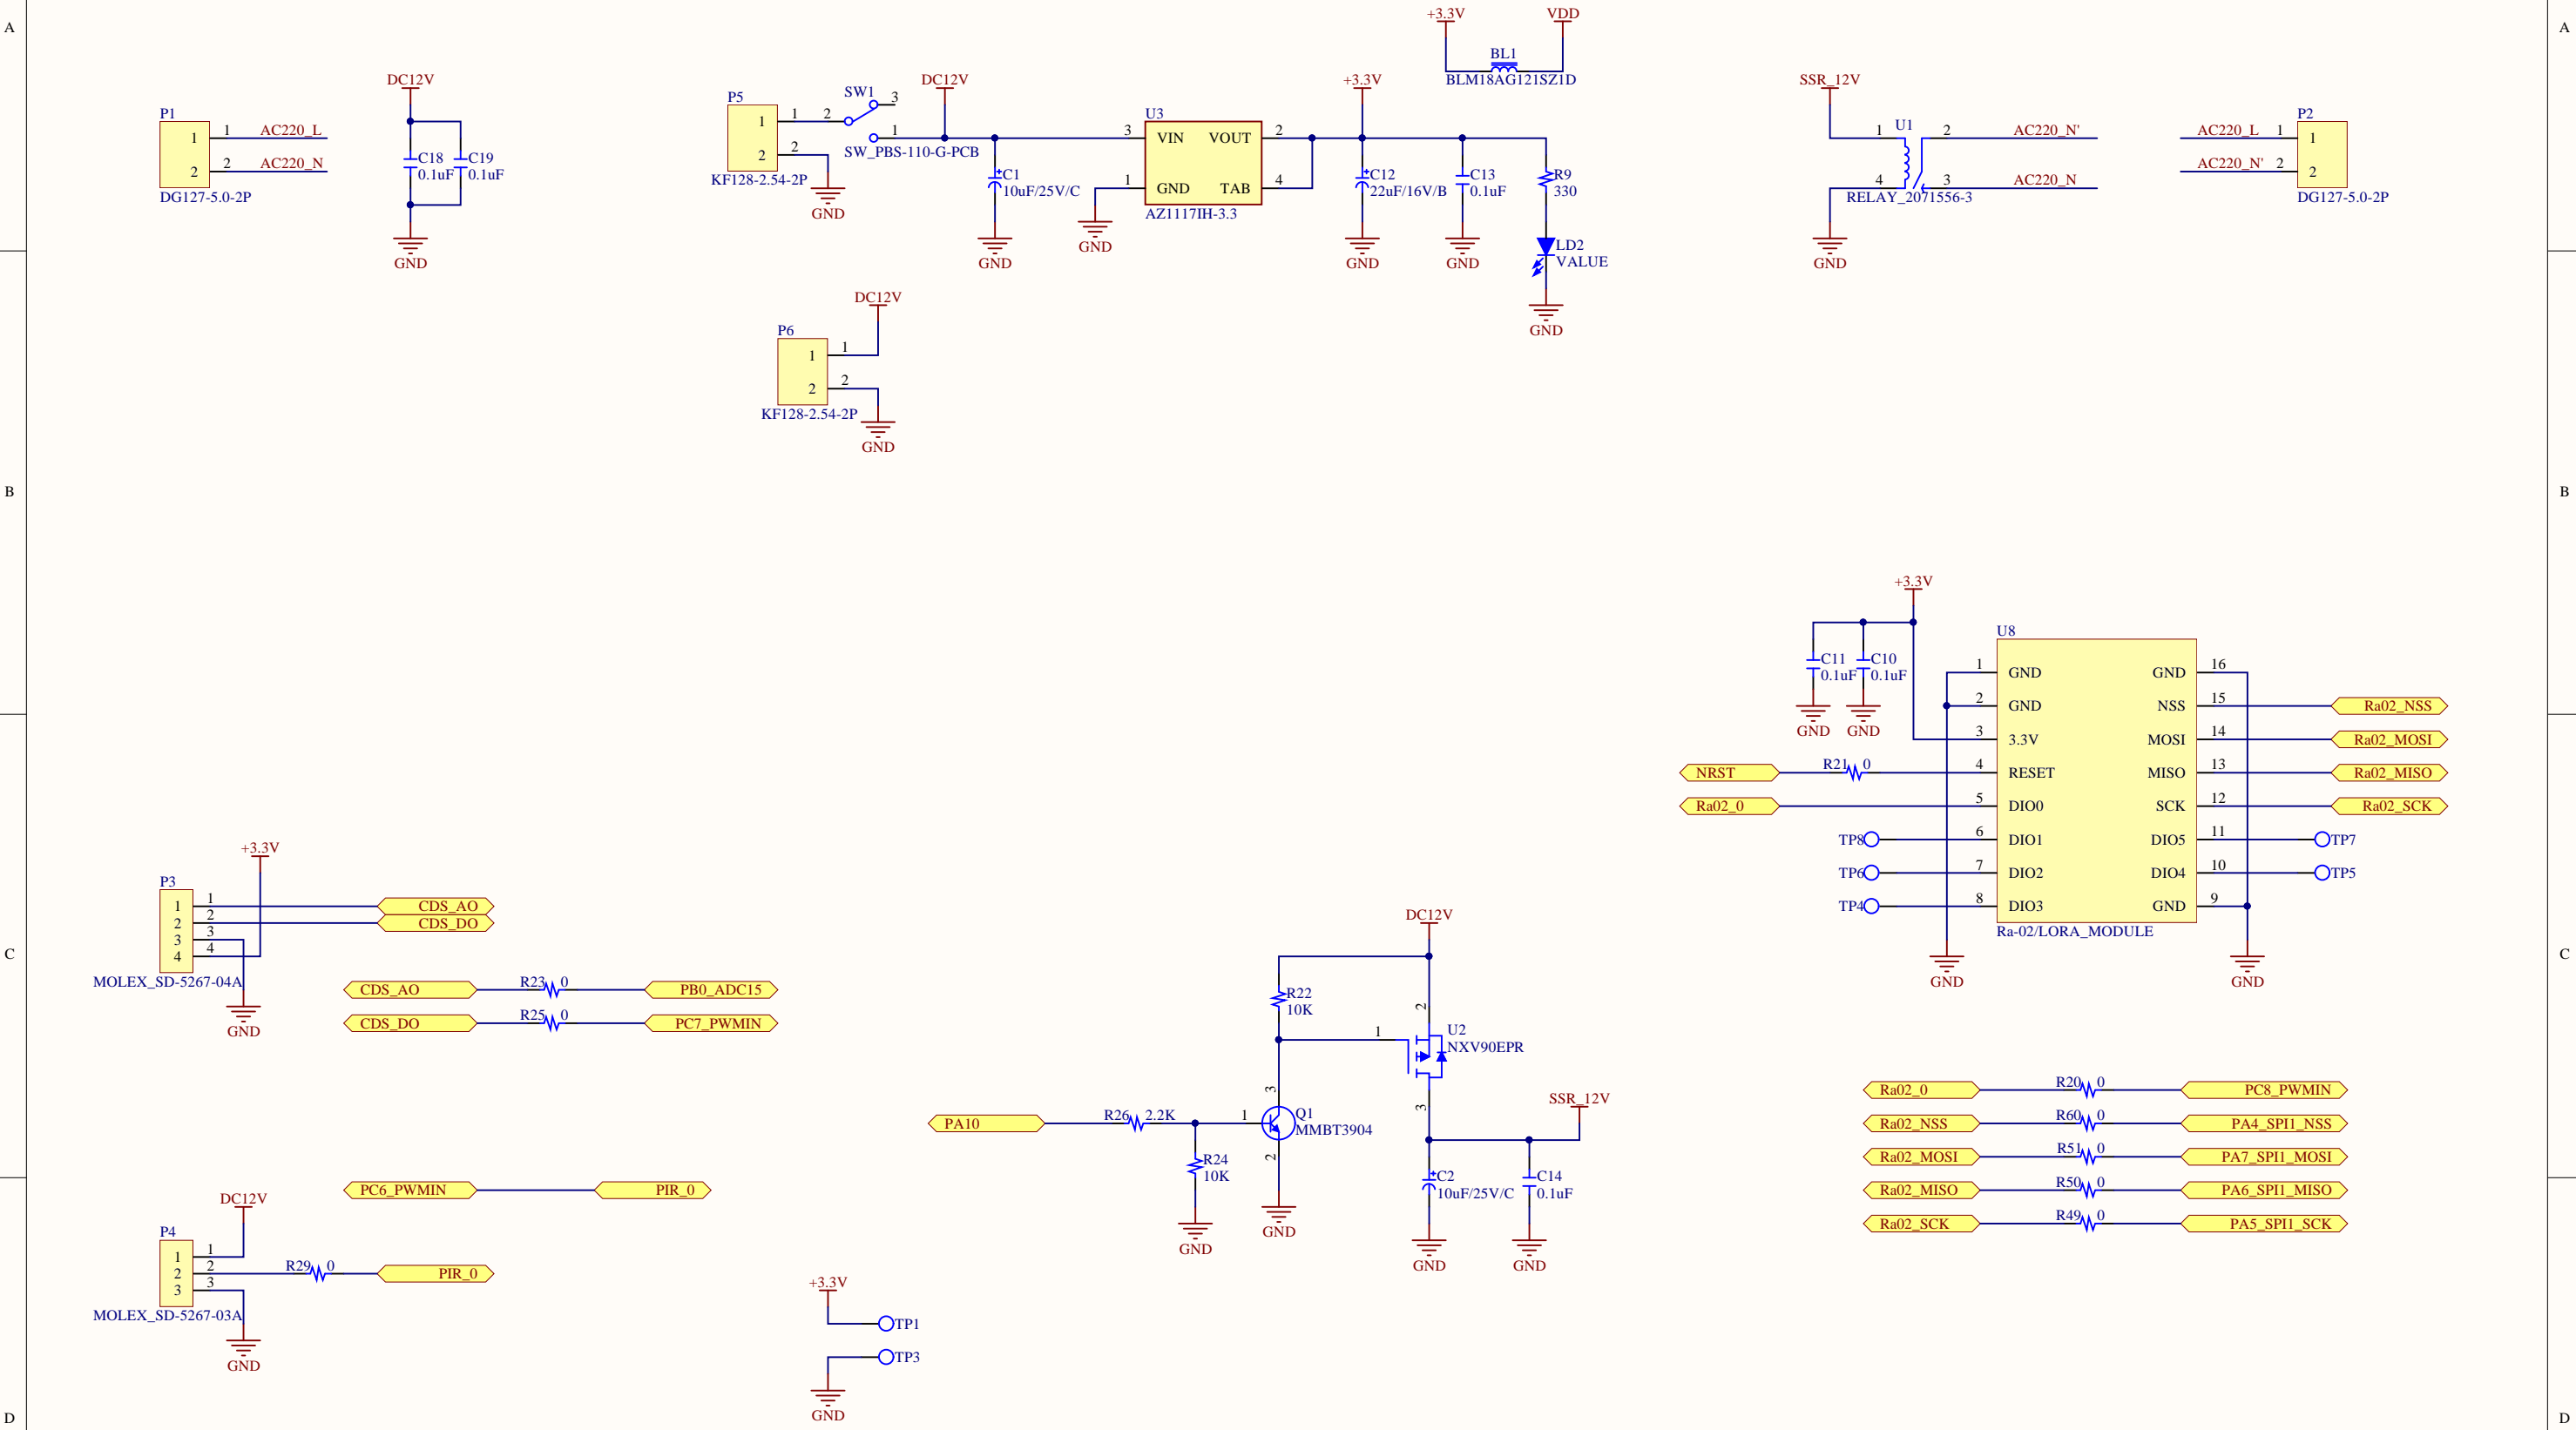 A
A
+3.3V
VDD
BL1
BLM18AG121SZ1D
P1
1
2
1
AC220_L
2
AC220_N
DG127-5.0-2P
DC12V
C18
0.1uF
C19
0.1uF
GND
P5
1
2
1
2
KF128-2.54-2P
GND
SW1
2
3
1
SW_PBS-110-G-PCB
DC12V
C1
10uF/25V/C
GND
U3
3
VIN
VOUT
2
1
GND
TAB
4
AZ1117IH-3.3
GND
+3.3V
C12
22uF/16V/B
GND
C13
0.1uF
GND
R9
330
LD2
VALUE
GND
SSR_12V
U1
1
2
AC220_N'
4
3
AC220_N
RELAY_2071556-3
GND
P2
AC220_L
1
1
AC220_N'
2
2
DG127-5.0-2P
DC12V
P6
1
1
2
2
KF128-2.54-2P
GND
B
B
+3.3V
C11
0.1uF
C10
0.1uF
GND
GND
U8
1
GND
GND
16
2
GND
NSS
15
Ra02_NSS
3
3.3V
MOSI
14
Ra02_MOSI
NRST
R21
0
4
RESET
MISO
13
Ra02_MISO
Ra02_0
5
DIO0
SCK
12
Ra02_SCK
TP8
6
DIO1
DIO5
11
TP7
TP6
7
DIO2
DIO4
10
TP5
TP4
8
DIO3
GND
9
Ra-02/LORA_MODULE
GND
GND
C
C
+3.3V
P3
1
1
CDS_AO
2
2
CDS_DO
3
3
4
4
MOLEX_SD-5267-04A
GND
CDS_AO
R23
0
PB0_ADC15
CDS_DO
R25
0
PC7_PWMIN
DC12V
R22
10K
2
1
U2
NXV90EPR
3
3
SSR_12V
PA10
R26
2.2K
1
Q1
MMBT3904
2
R24
10K
GND
GND
C2
10uF/25V/C
GND
C14
0.1uF
GND
Ra02_0
R20
0
PC8_PWMIN
Ra02_NSS
R60
0
PA4_SPI1_NSS
Ra02_MOSI
R51
0
PA7_SPI1_MOSI
Ra02_MISO
R50
0
PA6_SPI1_MISO
Ra02_SCK
R49
0
PA5_SPI1_SCK
PC6_PWMIN
PIR_0
DC12V
P4
1
1
2
2
R29
0
PIR_0
3
3
MOLEX_SD-5267-03A
GND
+3.3V
TP1
TP3
GND
D
D